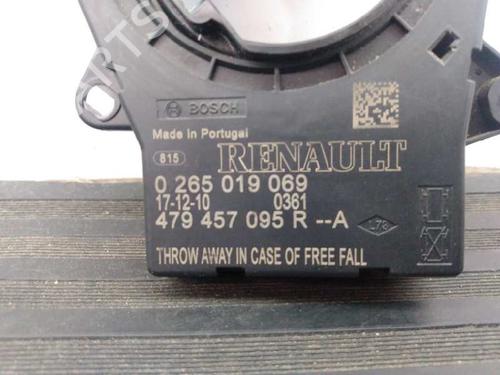 BOSCH
Made in Portugal
815
RENAULT
0 265 019 069
17-12-10 0361
479 457 095 R --A
L78
THROW AWAY IN CASE OF FREE FALL